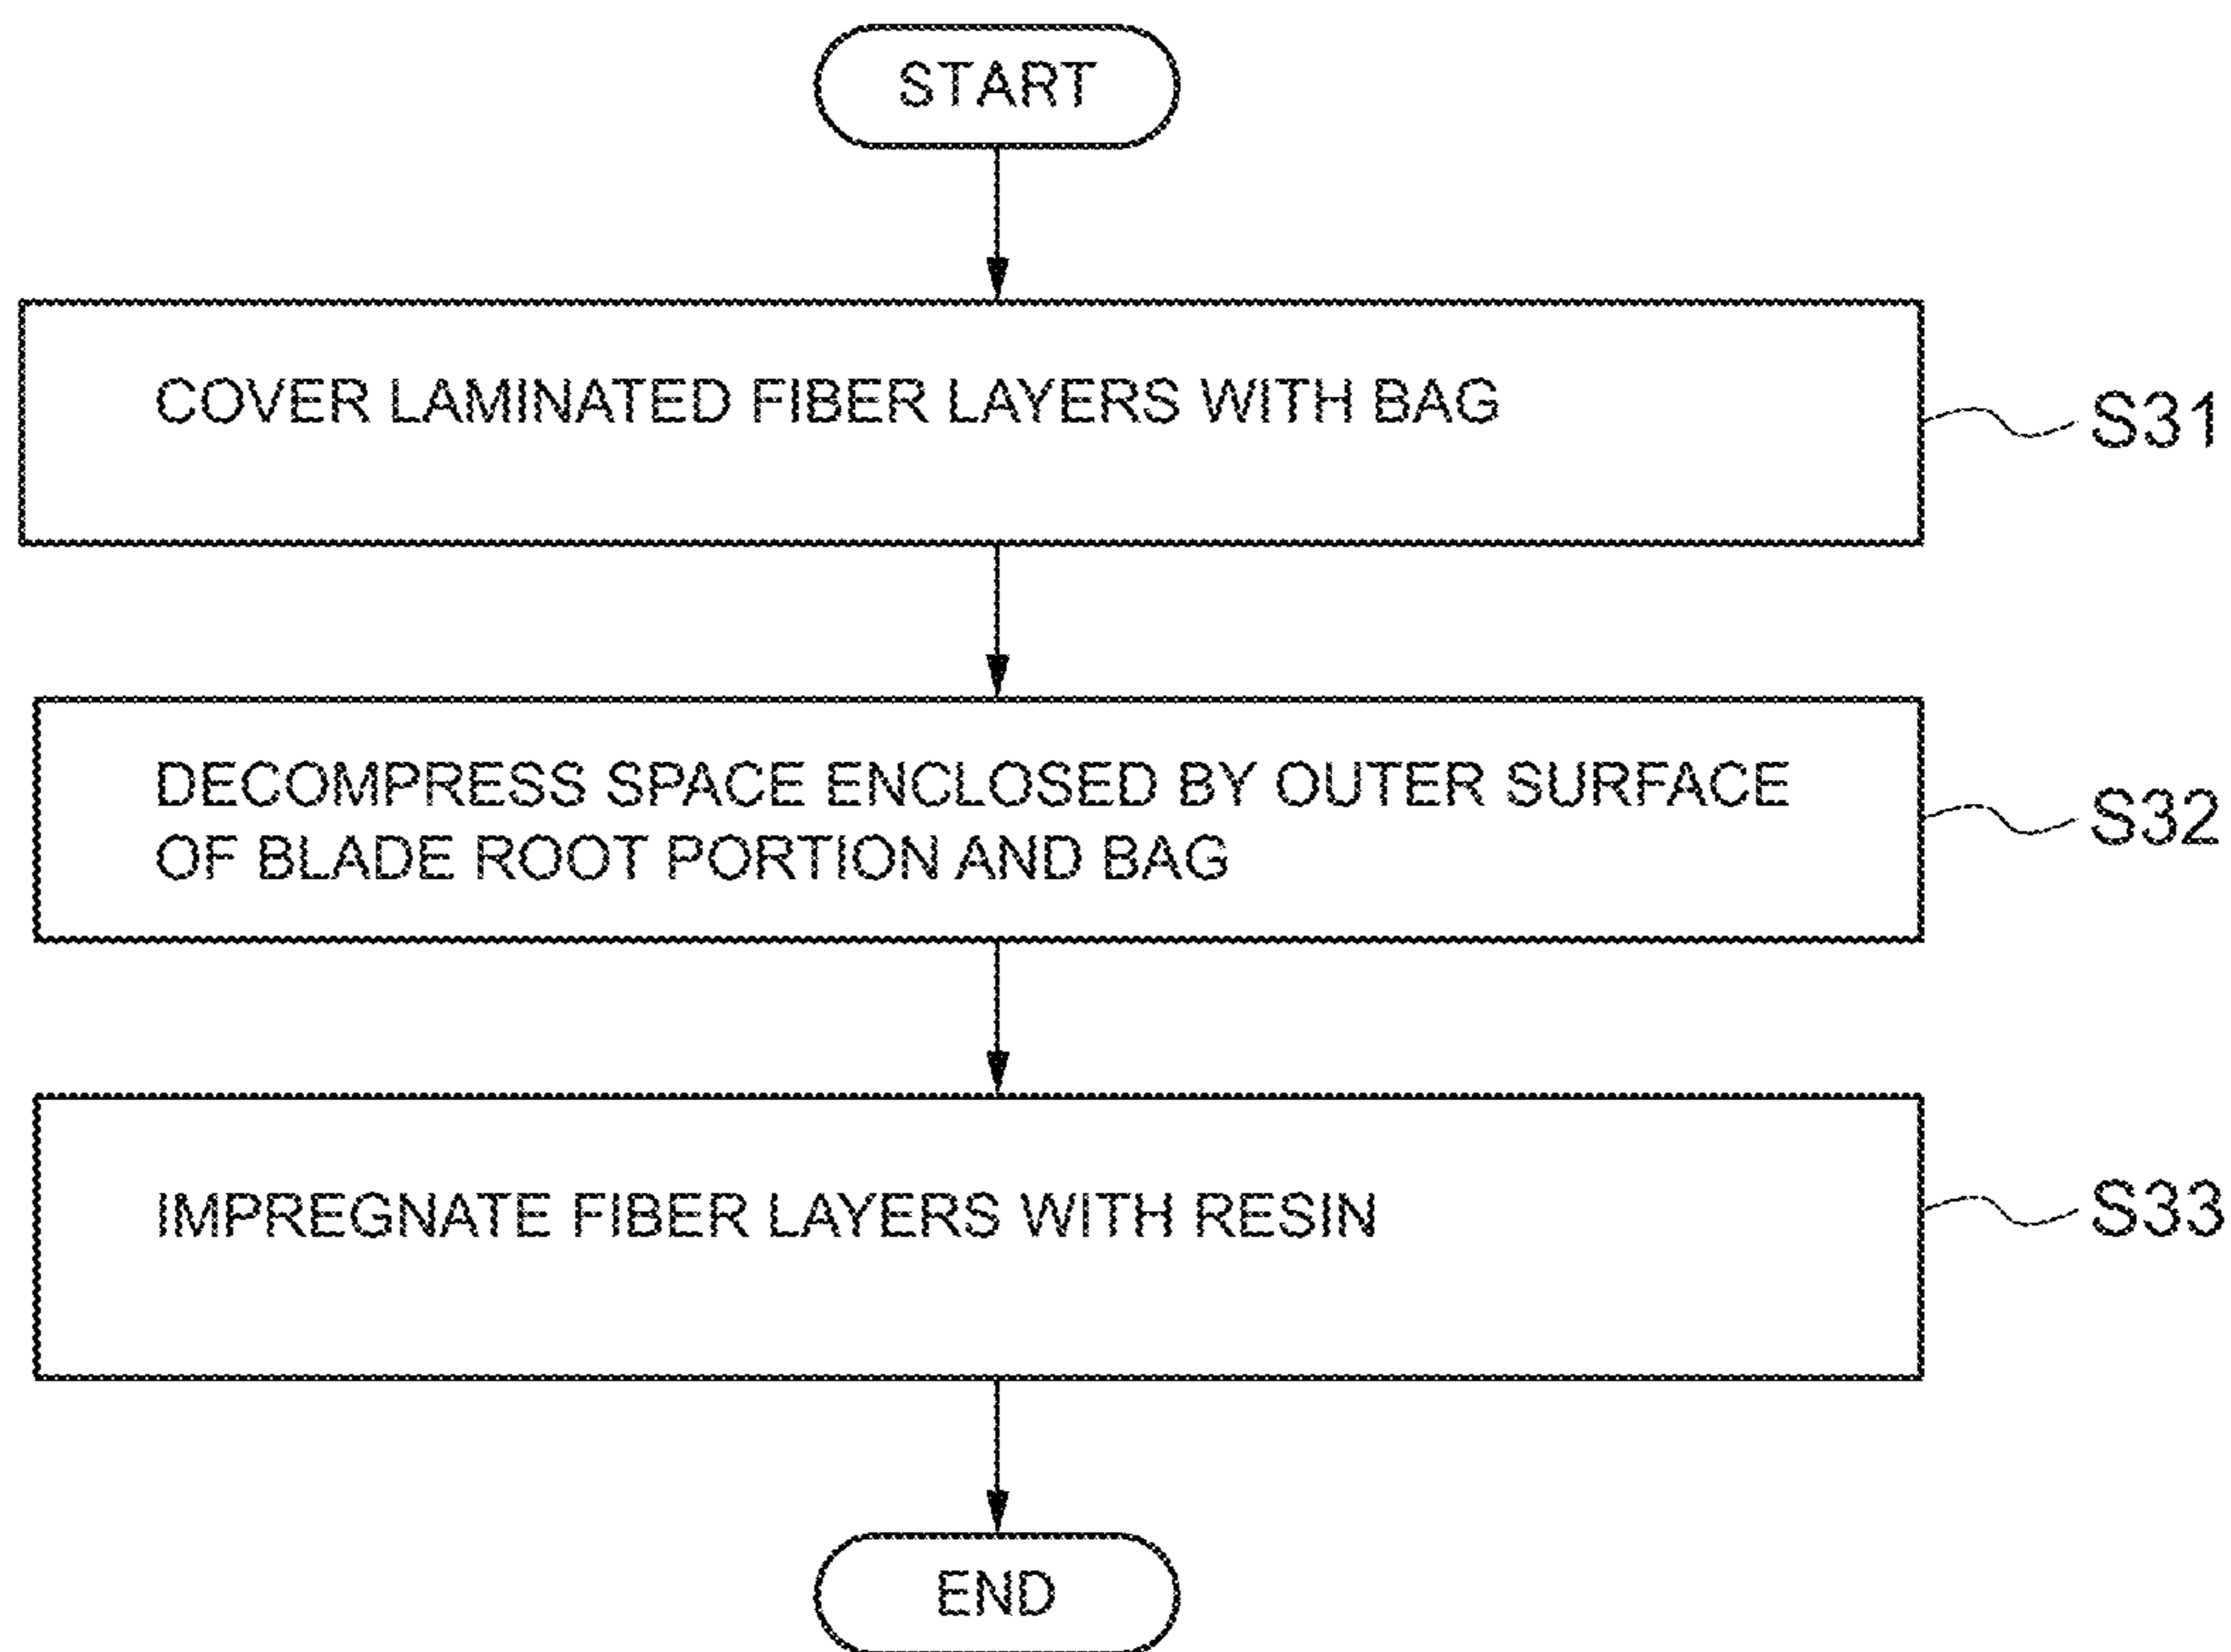 START
COVER LAMINATED FIBER LAYERS WITH BAG
S31
DECOMPRESS SPACE ENCLOSED BY OUTER SURFACE
OF BLADE ROOT PORTION AND BAG
S32
IMPREGNATE FIBER LAYERS WITH RESIN
S33
END